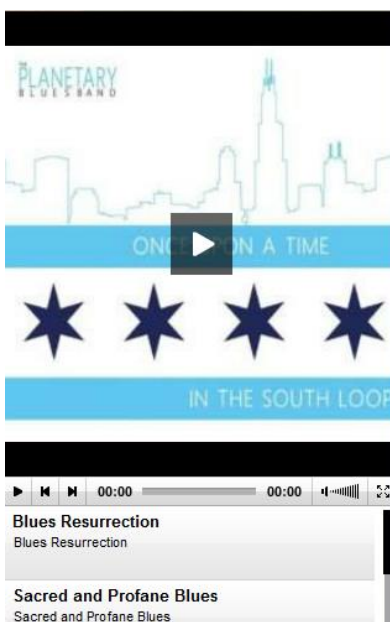 THE
PLANETARY
BLUES BAND
ONCE UPON A TIME
IN THE SOUTH LOOP
00:00 00:00
Blues Resurrection
Blues Resurrection
Sacred and Profane Blues
Sacred and Profane Blues